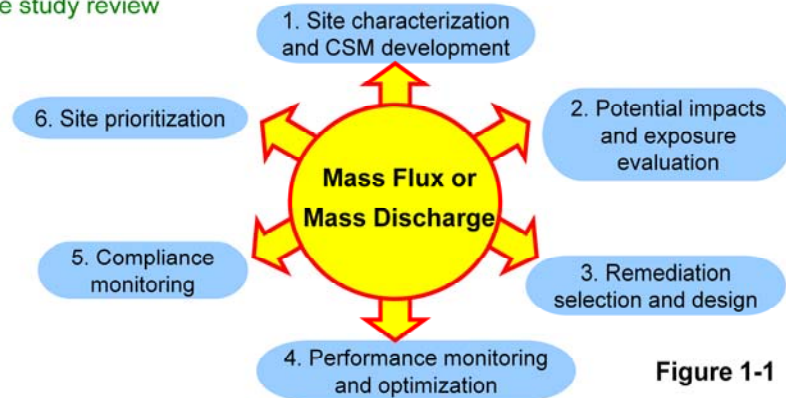 e study review
1. Site characterization
and CSM development
2. Potential impacts
and exposure
evaluation
3. Remediation
selection and design
4. Performance monitoring
and optimization
5. Compliance
monitoring
6. Site prioritization
Mass Flux or
Mass Discharge
Figure 1-1